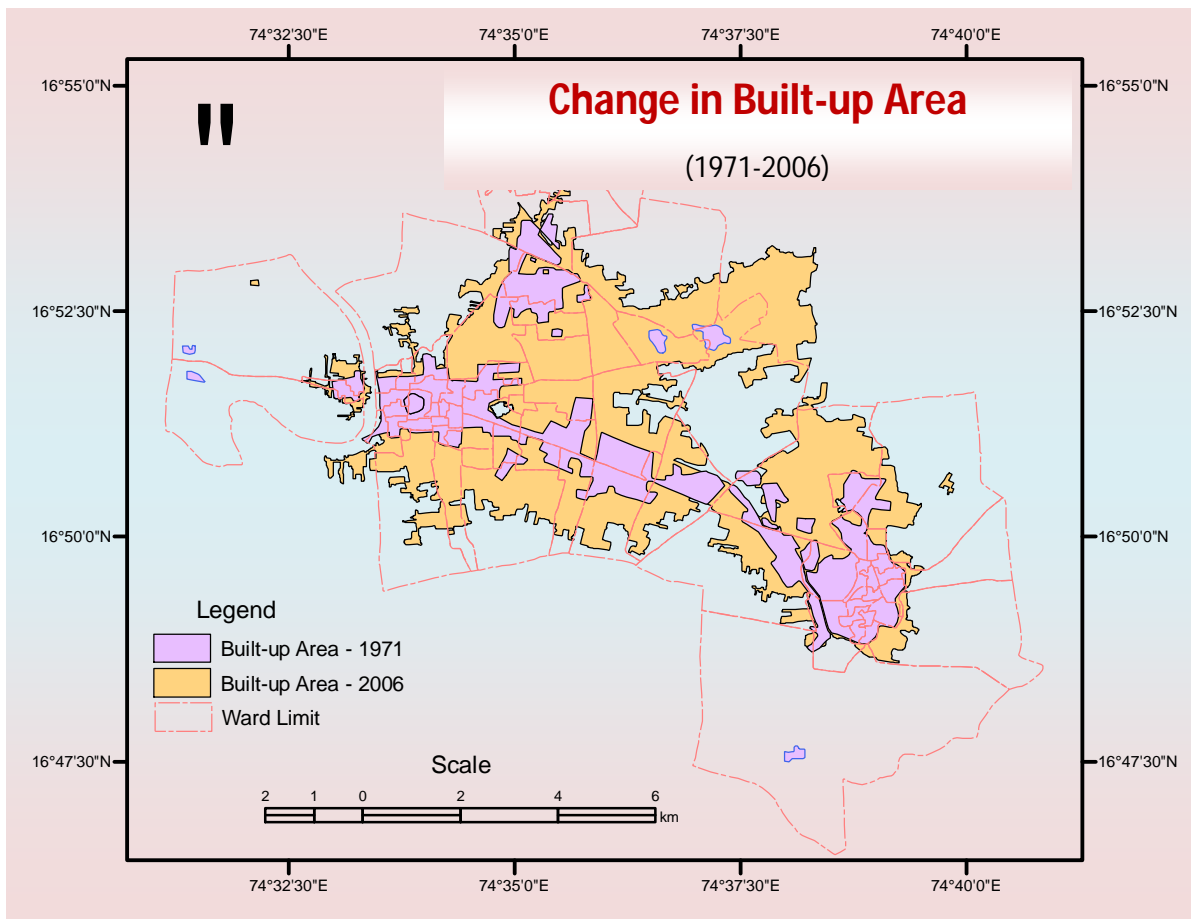 74°32'30"E 74°35'0"E 74°37'30"E 74°40'0"E
16°55'0"N 16°55'0"N
"
Change in Built-up Area
(1971-2006)
16°52'30"N 16°52'30"N
16°50'0"N 16°50'0"N
Legend
Built-up Area - 1971
Built-up Area - 2006
Ward Limit
16°47'30"N 16°47'30"N
Scale
2 1 0 2 4 6
km
74°32'30"E 74°35'0"E 74°37'30"E 74°40'0"E